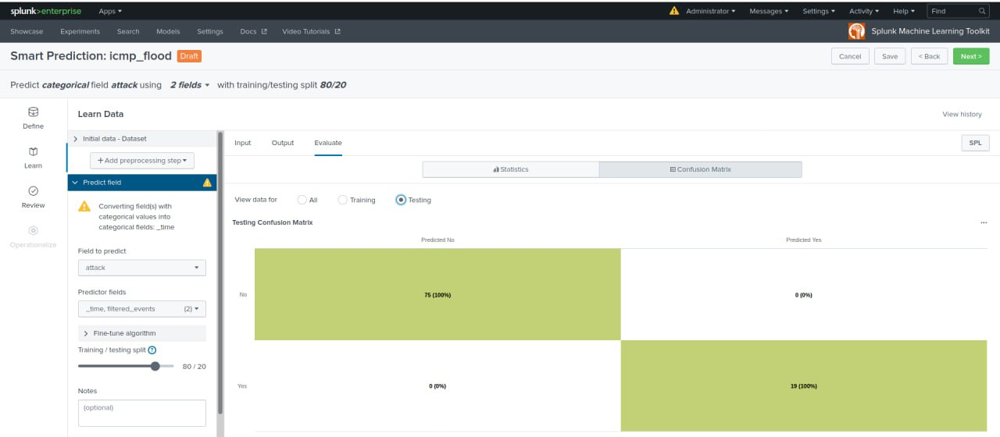 splunk>enterprise Apps Administrator Messages Settings Activity Help Find
Showcase Experiments Search Models Settings Docs Video Tutorials Splunk Machine Learning Toolkit
Smart Prediction: icmp_flood Draft Cancel Save < Back Next >
Predict categorical field attack using 2 fields with training/testing split 80/20
Define
Learn
Review
Operationalize
Learn Data View history
Initial data - Dataset
+ Add preprocessing step
Predict field
Converting field(s) with
categorical values into
categorical fields: _time
Field to predict
attack
Predictor fields
_time, filtered_events (2)
Fine-tune algorithm
Training / testing split ?
80 / 20
Notes
(optional)
Input Output Evaluate SPL
Statistics Confusion Matrix
View data for All Training Testing
Testing Confusion Matrix ...
Predicted No Predicted Yes
No 75 (100%) 0 (0%)
Yes 0 (0%) 19 (100%)